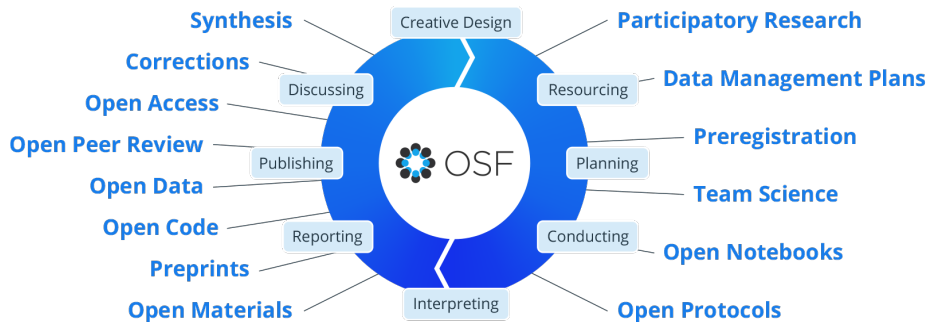 Synthesis
Creative Design
Participatory Research
Corrections
Discussing
Resourcing
Data Management Plans
Open Access
Open Peer Review
Publishing
OSF
Planning
Preregistration
Open Data
Team Science
Open Code
Reporting
Conducting
Open Notebooks
Preprints
Open Materials
Interpreting
Open Protocols